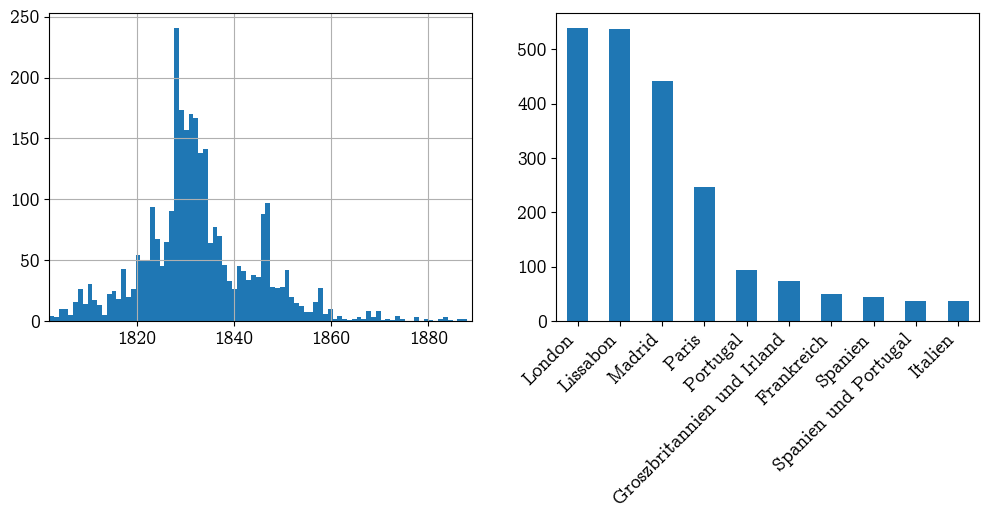 250
200
150
100
50
0
1820
1840
1860
1880
500
400
300
200
100
0
London
Lissabon
Madrid
Paris
Portugal
Groszbritannien und Irland
Frankreich
Spanien
Spanien und Portugal
Italien